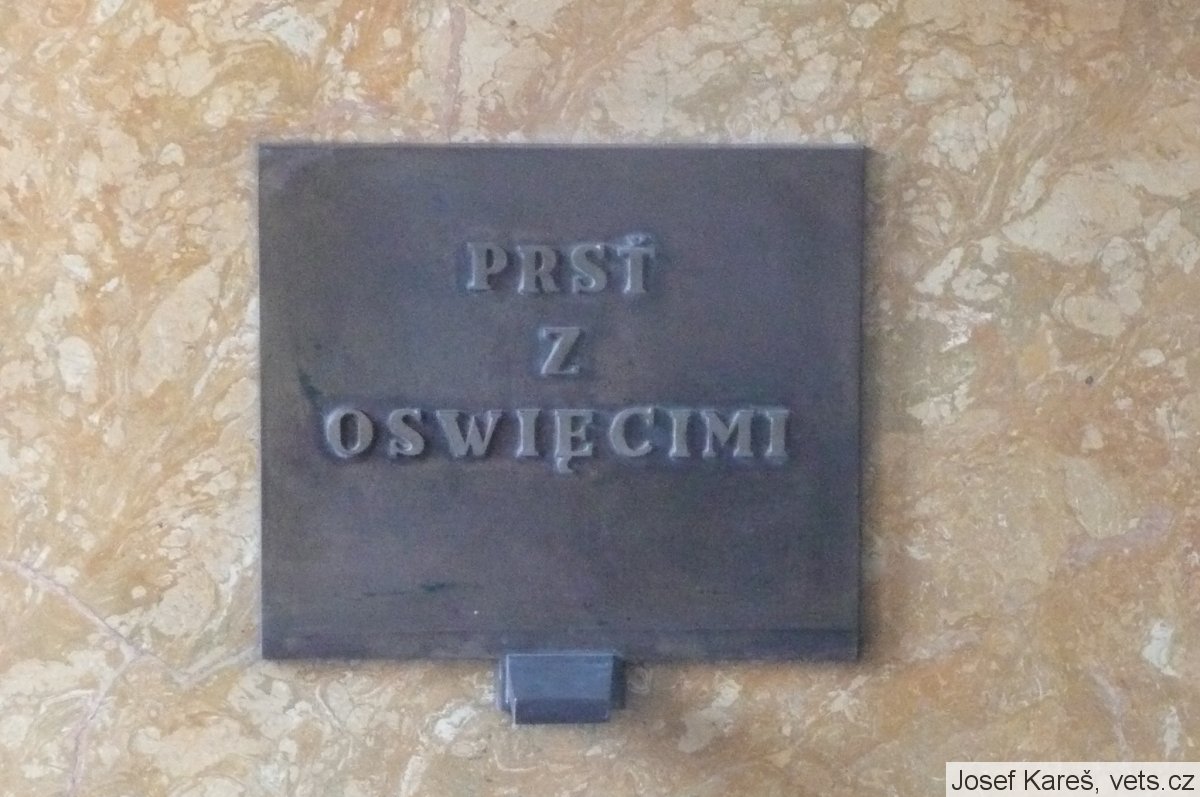 PRSŤ
Z
OSWIĘCIMI
Josef Kareš, vets.cz